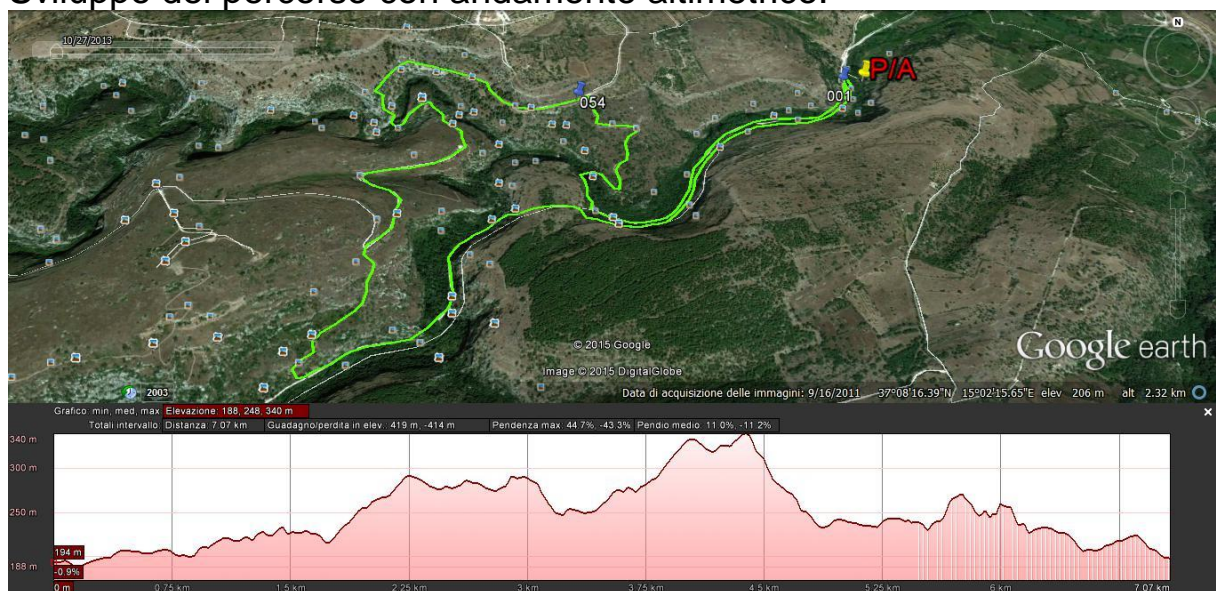 Sviluppo del percorso con andamento altimetrico.
10/27/2013
N
P/A
001
054
© 2015 Google
Image © 2015 DigitalGlobe
Google earth
2003
Data di acquisizione delle immagini: 9/16/2011 37°08'16.39"N 15°02'15.65"E elev 206 m alt 2.32 km
Grafico min, med, max Elevazione: 188, 248, 340 m
Totali intervallo: Distanza: 7.07 km Guadagno/perdita in elev.: 419 m, -414 m Pendenza max: 44.7%, -43.3% Pendio medio: 11.0%, -11.2%
340 m
300 m
250 m
194 m
188 m
-0.9%
0 m 0.75 km 1.5 km 2.25 km 3 km 3.75 km 4.5 km 5.25 km 6 km 7.07 km